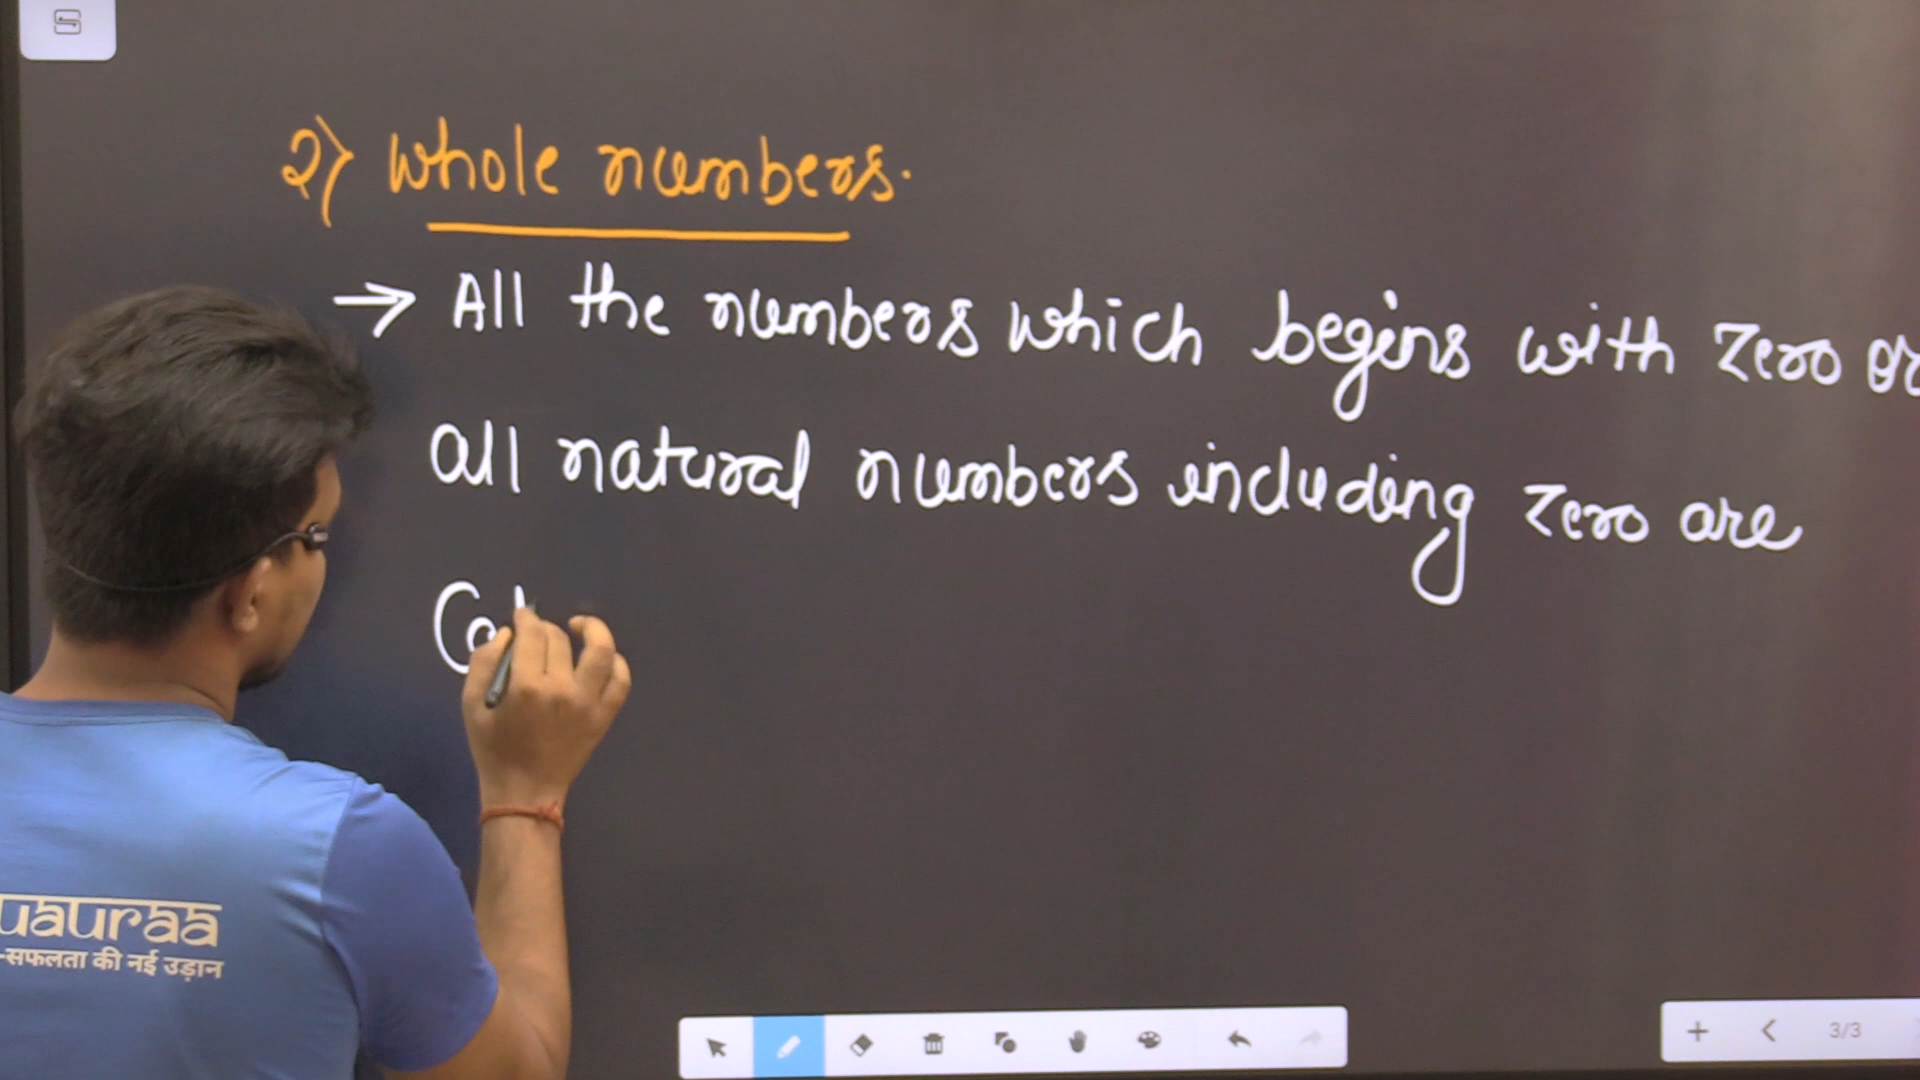 2) Whole numbers.
→ All the numbers which begins with zero or
all natural numbers including zero are
uauraa
-सफलता की नई उड़ान
3/3